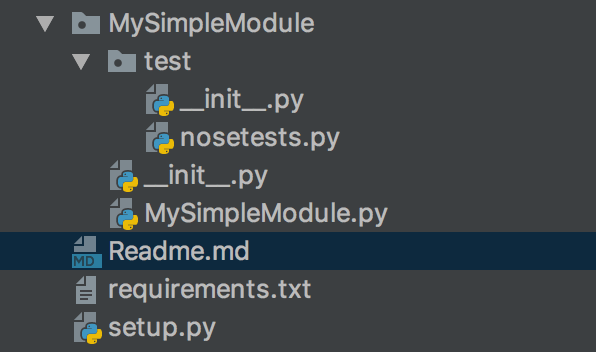 MySimpleModule
test
__init__.py
nosetests.py
__init__.py
MySimpleModule.py
MD Readme.md
requirements.txt
setup.py